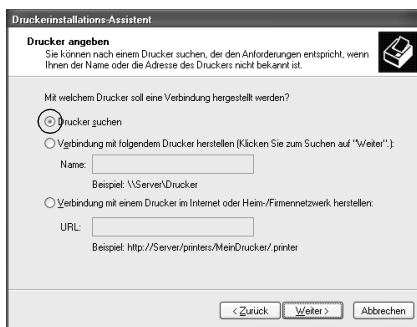 Druckerinstallations-Assistent
Drucker angeben
Sie können nach einem Drucker suchen, der den Anforderungen entspricht, wenn
Ihnen der Name oder die Adresse des Druckers nicht bekannt ist.
Mit welchem Drucker soll eine Verbindung hergestellt werden?
Drucker suchen
Verbindung mit folgendem Drucker herstellen (Klicken Sie zum Suchen auf "Weiter".):
Name:
Beispiel: \\Server\Drucker
Verbindung mit einem Drucker im Internet oder Heim-/Firmennetzwerk herstellen:
URL:
Beispiel: http://Server/printers/MeinDrucker/.printer
< Zurück Weiter > Abbrechen